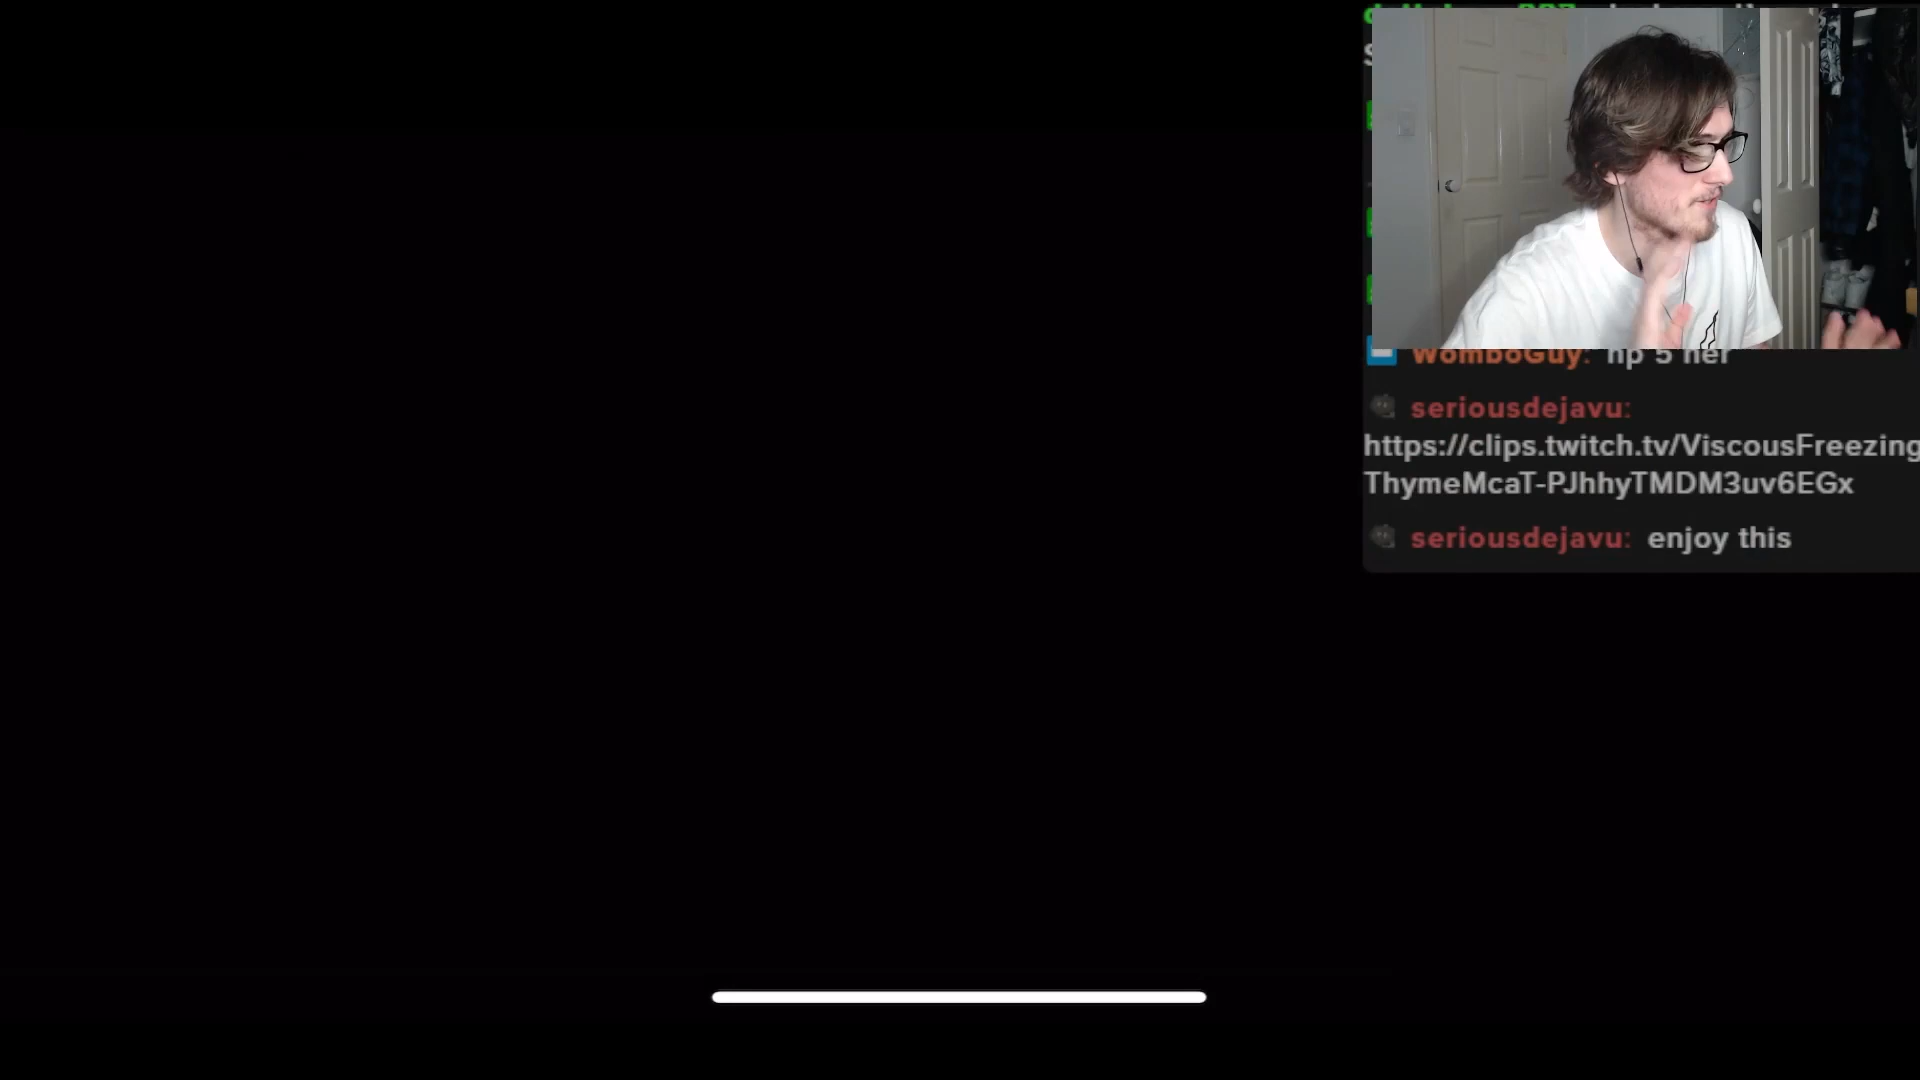 WomboGuy: hp 5 her
seriousdejavu:
https://clips.twitch.tv/ViscousFreezing
ThymeMcaT-PJhhyTMDM3uv6EGx
seriousdejavu: enjoy this